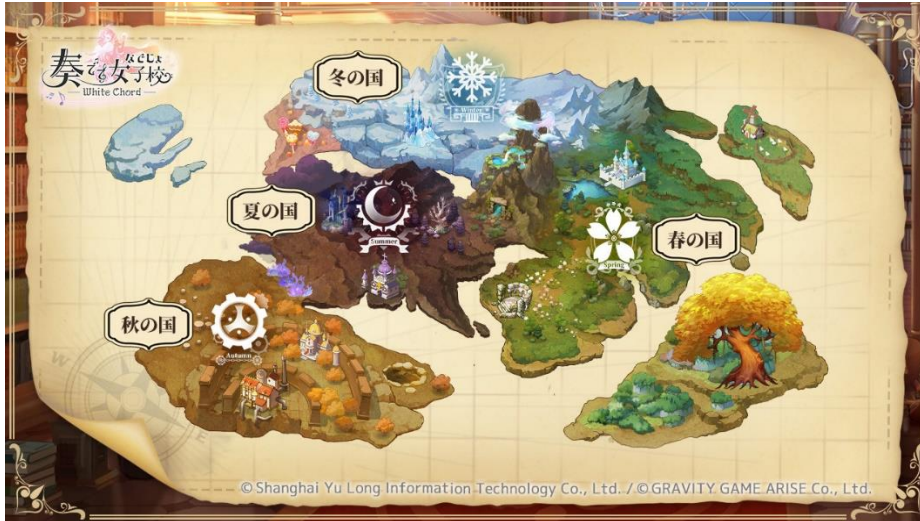 なでじょ
奏でる女子校
White Chord
冬の国
Winter
夏の国
Summer
春の国
Spring
秋の国
Autumn
W
E
© Shanghai Yu Long Information Technology Co., Ltd. / © GRAVITY GAME ARISE Co., Ltd.